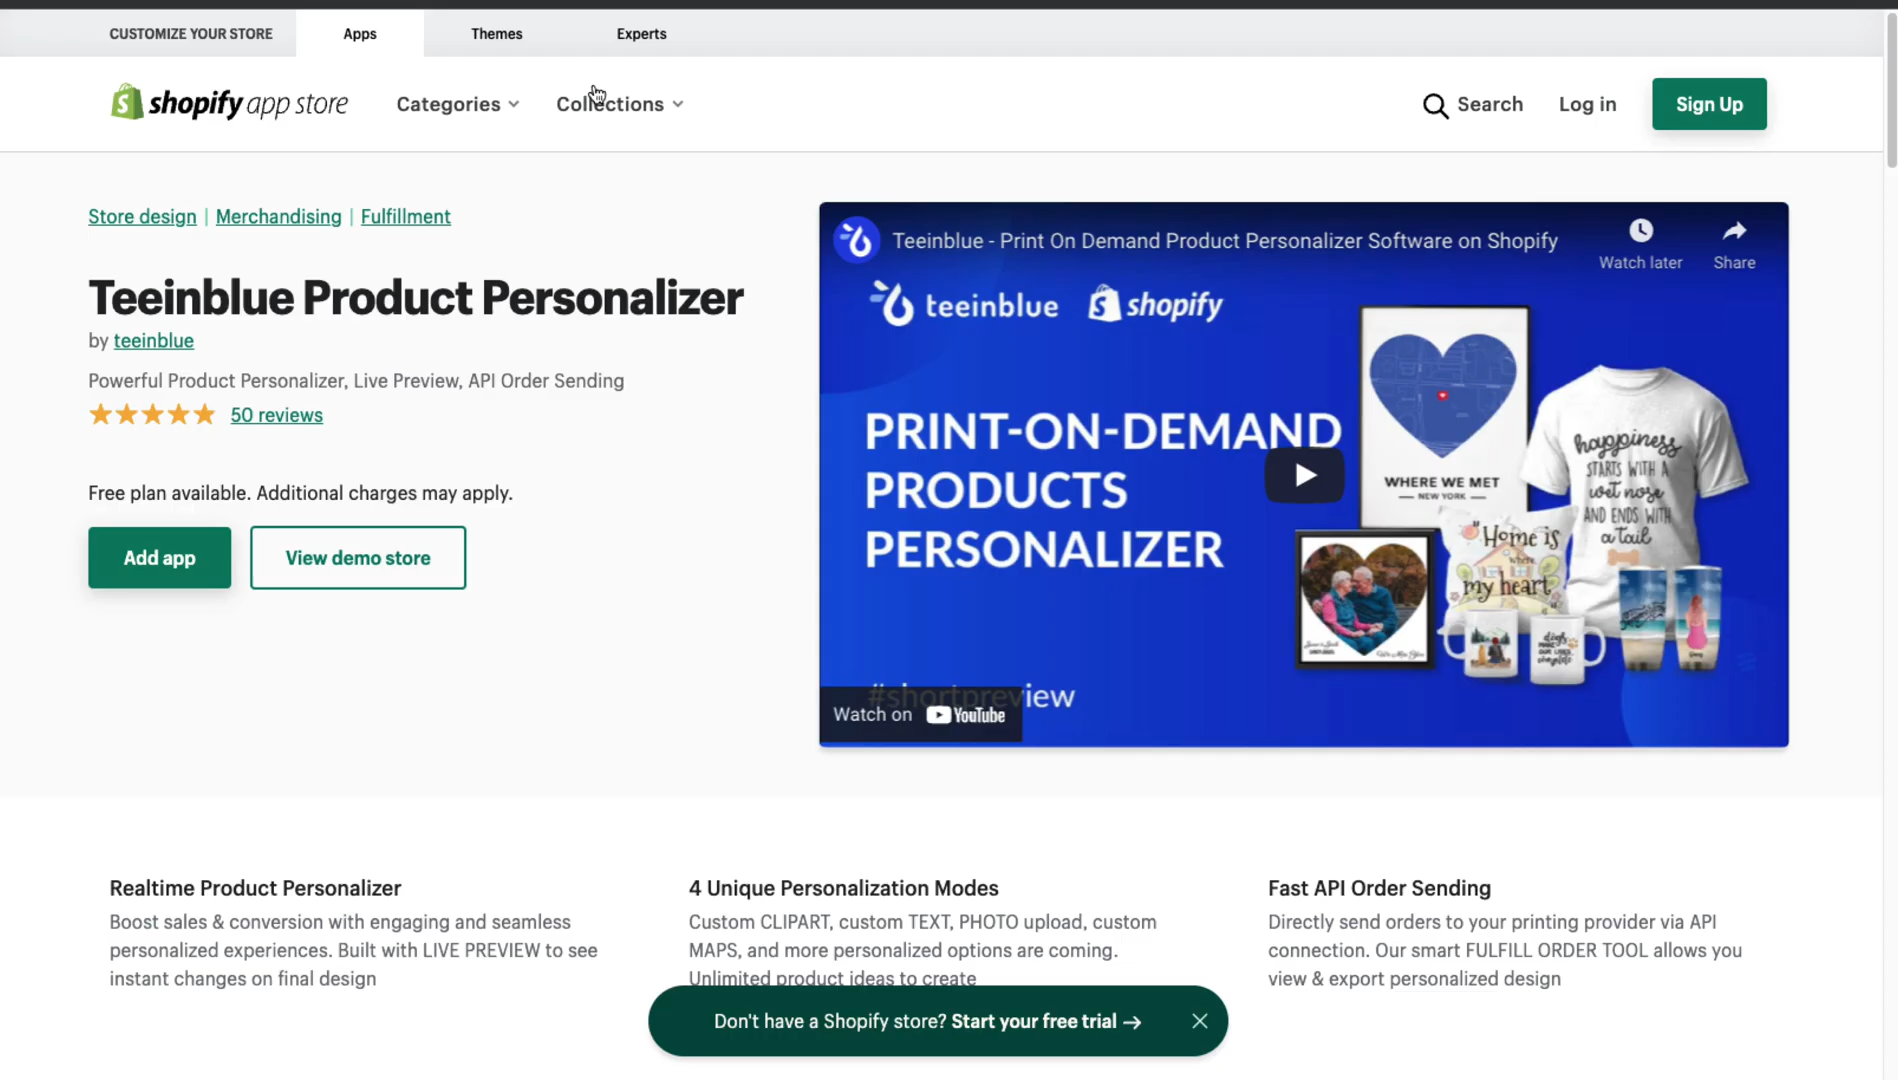 CUSTOMIZE YOUR STORE
Apps
Themes
Experts
shopify app store
Categories
Collections
Search
Log in
Sign Up
Store design | Merchandising | Fulfillment
Teeinblue Product Personalizer
by teeinblue
Powerful Product Personalizer, Live Preview, API Order Sending
50 reviews
Free plan available. Additional charges may apply.
Add app
View demo store
Teeinblue - Print On Demand Product Personalizer Software on Shopify
Watch later
Share
teeinblue
shopify
PRINT-ON-DEMAND
PRODUCTS
PERSONALIZER
WHERE WE MET
NEW YORK
happiness
STARTS WITH A
wet nose
AND ENDS WITH
a tail
Home is
where
my heart
#shortpreview
Watch on YouTube
Realtime Product Personalizer
Boost sales & conversion with engaging and seamless
personalized experiences. Built with LIVE PREVIEW to see
instant changes on final design
4 Unique Personalization Modes
Custom CLIPART, custom TEXT, PHOTO upload, custom
MAPS, and more personalized options are coming.
Unlimited product ideas to create
Fast API Order Sending
Directly send orders to your printing provider via API
connection. Our smart FULFILL ORDER TOOL allows you
view & export personalized design
Don't have a Shopify store? Start your free trial →